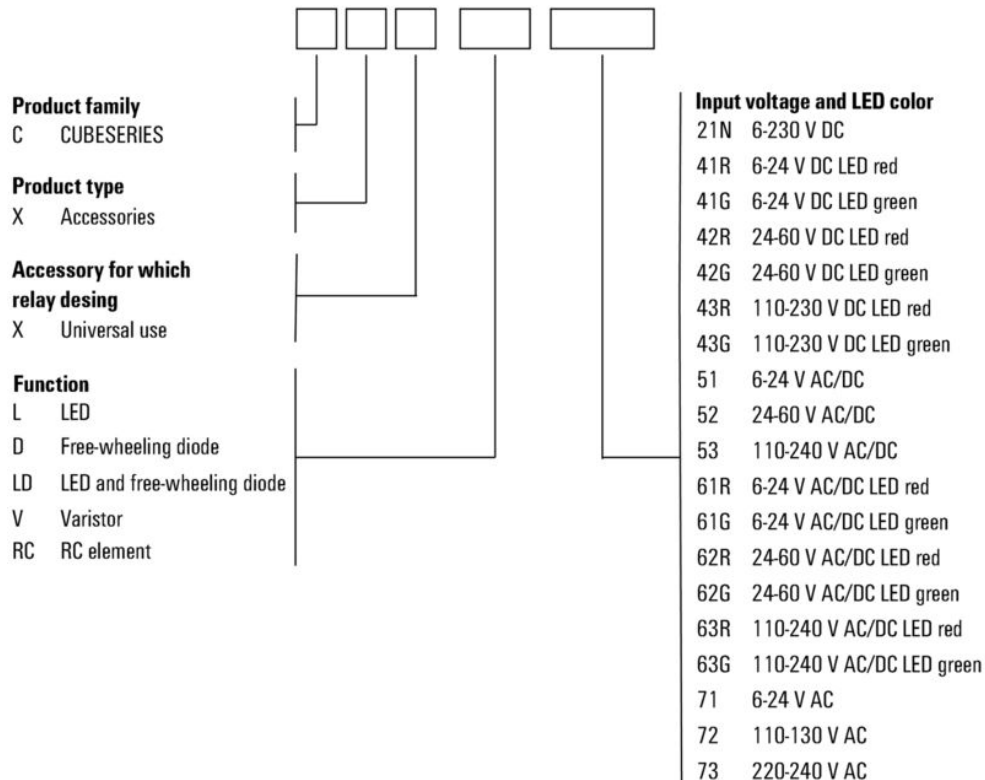 Product family
C CUBESERIES
Product type
X Accessories
Accessory for which
relay desing
X Universal use
Function
L LED
D Free-wheeling diode
LD LED and free-wheeling diode
V Varistor
RC RC element
Input voltage and LED color
21N 6-230 V DC
41R 6-24 V DC LED red
41G 6-24 V DC LED green
42R 24-60 V DC LED red
42G 24-60 V DC LED green
43R 110-230 V DC LED red
43G 110-230 V DC LED green
51 6-24 V AC/DC
52 24-60 V AC/DC
53 110-240 V AC/DC
61R 6-24 V AC/DC LED red
61G 6-24 V AC/DC LED green
62R 24-60 V AC/DC LED red
62G 24-60 V AC/DC LED green
63R 110-240 V AC/DC LED red
63G 110-240 V AC/DC LED green
71 6-24 V AC
72 110-130 V AC
73 220-240 V AC